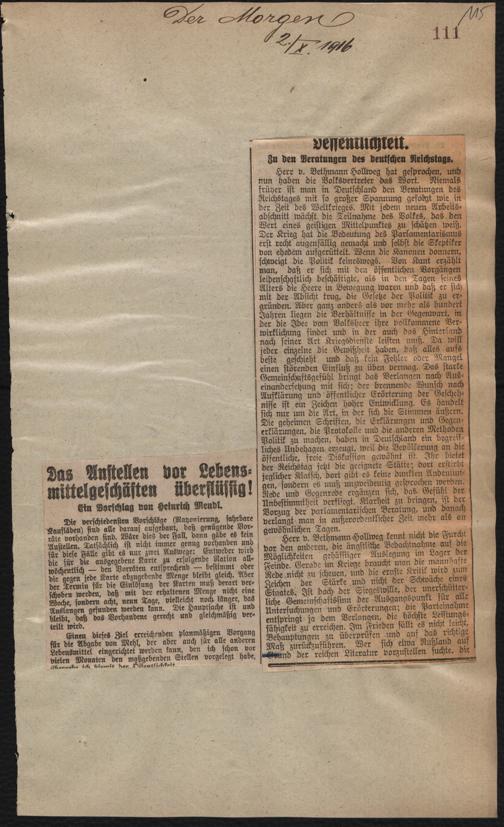 Der Morgen
2./X. 1916
115
111
Oeffentlichkeit.
Zu den Beratungen des deutschen Reichstags.
Herr v. Bethmann Hollweg hat gesprochen, und
nun haben die Volksvertreter das Wort. Niemals
früher ist man in Deutschland den Beratungen des
Reichstages mit so großer Spannung gefolgt wie in
der Zeit des Weltkrieges. Mit jedem neuen Arbeits-
abschnitt wächst die Teilnahme des Volkes, das den
Wert eines geistigen Mittelpunktes zu schätzen weiß.
Der Krieg hat die Bedeutung des Parlamentarismus
erst recht augenfällig gemacht und selbst die Skeptiker
von ehedem aufgerüttelt. Wenn die Kanonen donnern,
schweigt die Politik keineswegs. Von Kant erzählt
man, daß er sich mit den öffentlichen Vorgängen
leidenschaftlich beschäftigte, als in den Tagen seines
Alters die Heere in Bewegung waren und daß er sich
mit der Absicht trug, die Gesetze der Politik zu er-
gründen. Aber ganz anders als vor mehr als hundert
Jahren liegen die Verhältnisse in der Gegenwart, in
der die Idee vom Volksheer ihre vollkommene Ver-
wirklichung findet und in der auch das Hinterland
nach seiner Art Kriegsdienste leisten muß. Da will
jeder einzelne die Gewißheit haben, daß alles aufs
beste geschieht und daß kein Fehler oder Mangel
einen störenden Einfluß zu üben vermag. Das starke
Gemeinschaftsgefühl bringt das Verlangen nach Aus-
einandersetzung mit sich; der brennende Wunsch nach
Aufklärung und öffentlicher Erörterung der Gescheh-
nisse ist ein Zeichen hoher Entwicklung. Es handelt
sich nur um die Art, in der sich die Stimmen äußern.
Die geheimen Schriften, die Erklärungen und Gegen-
erklärungen, die Protokolle und die anderen Methoden
Politik zu machen, haben in Deutschland ein begreif-
liches Unbehagen erzeugt, weil die Bevölkerung an die
öffentliche, freie Diskussion gewöhnt ist. Ihr bietet
der Reichstag jetzt die geeignete Stätte; dort erstirbt
jeglicher Klatsch, dort gibt es keine dunklen Andeutun-
gen, sondern es muß unzweideutig gesprochen werden.
Rede und Gegenrede ergänzen sich, das Gefühl der
Unbestimmtheit verfliegt. Klarheit zu bringen, ist der
Vorzug der parlamentarischen Beratung, und danach
verlangt man in außerordentlicher Zeit mehr als an
gewöhnlichen Tagen.
Herr v. Bethmann-Hollweg kennt nicht die Furcht
vor den anderen, die ängstliche Bedachtnahme auf die
Möglichkeiten gehässiger Auslegung im Lager der
Feinde. Gerade im Kriege braucht man die mannhafte
Rede nicht zu scheuen, und die ernste Kritik wird zum
Zeichen der Stärke und nicht der Schwäche eines
Staates. Ist doch der Siegeswille, der unerschütter-
liche Gemeinschaftssinn der Ausgangspunkt für alle
Untersuchungen und Erörterungen; die Parteinahme
entspringt ja dem Verlangen, die höchste Leistungs-
fähigkeit zu erreichen. Im Frieden fällt es nicht leicht,
Behauptungen zu überprüfen und auf das richtige
Maß zurückzuführen. Wer sich etwa Rußland auf
Grund der reichen Literatur vorzustellen suchte, die
Das Anstellen vor Lebens-
mittelgeschäften überflüssig!
Ein Vorschlag von Heinrich Mendl.
Die verschiedensten Vorschläge (Rayonierung, fahrbare
Kaufläden) sind alle darauf aufgebaut, daß genügende Vor-
räte vorhanden sind. Wäre dies der Fall, dann gäbe es kein
Anstellen. Tatsächlich ist nicht immer genug vorhanden und
für diese Fälle gibt es nur zwei Auswege: Entweder wird
die für die ausgegebene Karte zu erfolgende Ration all-
wöchentlich — den Vorräten entsprechend — bestimmt oder
die gegen jede Karte abzugebende Menge bleibt gleich. Aber
der Termin für die Einlösung der Karten muß derart ver-
schoben werden, daß mit der erhaltenen Menge nicht eine
Woche, sondern acht, neun Tage, vielleicht noch länger, das
Auslangen gefunden werden kann. Die Hauptsache ist und
bleibt, daß das Vorhandene gerecht und gleichmäßig ver-
teilt wird.
Einen dieses Ziel erreichenden planmäßigen Vorgang
für die Abgabe von Mehl, der aber auch für alle anderen
Lebensmittel eingerichtet werden kann, den ich schon vor
vielen Monaten den maßgebenden Stellen vorgelegt habe,